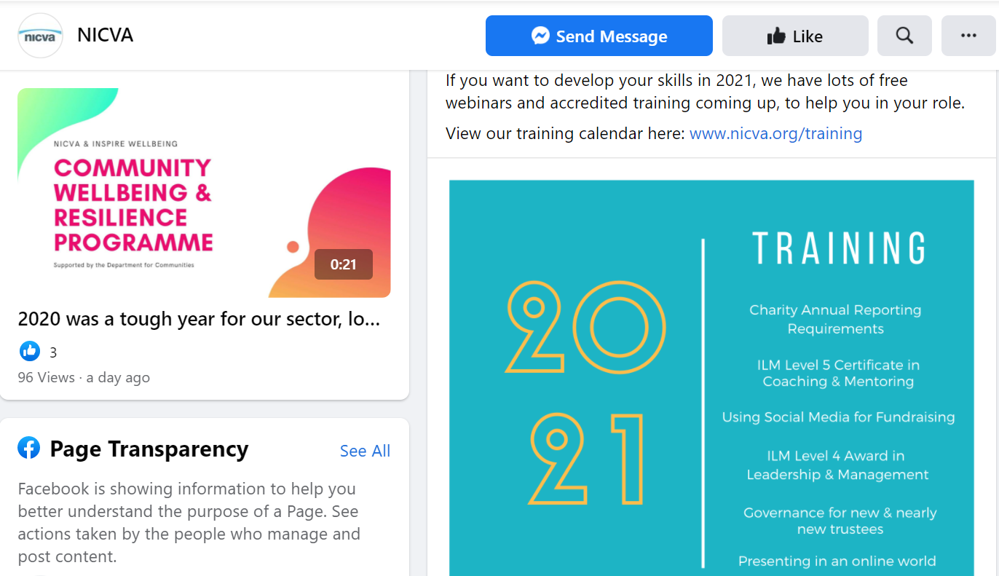 nicva
NICVA
Send Message
Like
NICVA & INSPIRE WELLBEING
COMMUNITY
WELLBEING &
RESILIENCE
PROGRAMME
Supported by the Department for Communities
0:21
2020 was a tough year for our sector, lo...
3
96 Views · a day ago
Page Transparency
See All
Facebook is showing information to help you
better understand the purpose of a Page. See
actions taken by the people who manage and
post content.
If you want to develop your skills in 2021, we have lots of free
webinars and accredited training coming up, to help you in your role.
View our training calendar here: www.nicva.org/training
20
21
TRAINING
Charity Annual Reporting
Requirements
ILM Level 5 Certificate in
Coaching & Mentoring
Using Social Media for Fundraising
ILM Level 4 Award in
Leadership & Management
Governance for new & nearly
new trustees
Presenting in an online world